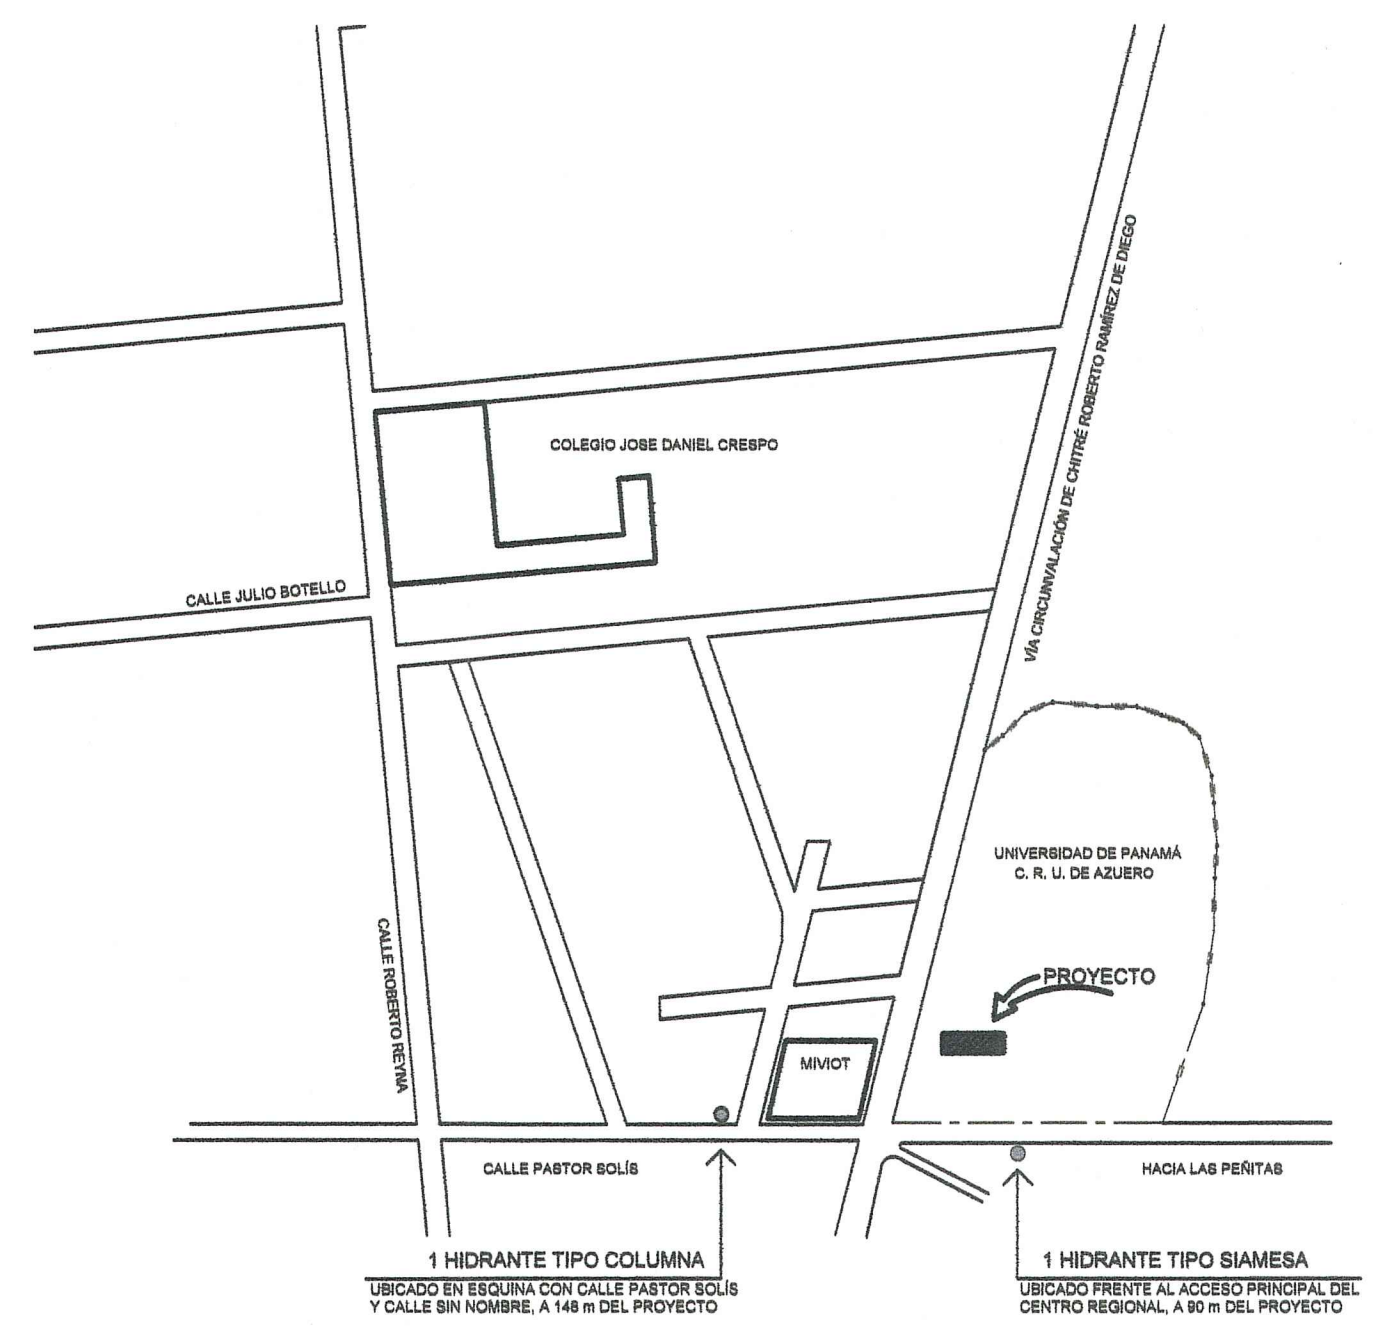 VÍA CIRCUNVALACIÓN DE CHITRÉ ROBERTO RAMÍREZ DE DIEGO
COLEGIO JOSE DANIEL CRESPO
CALLE JULIO BOTELLO
UNIVERSIDAD DE PANAMÁ
C. R. U. DE AZUERO
CALLE ROBERTO REYNA
PROYECTO
MIVIOT
CALLE PASTOR SOLÍS
HACIA LAS PEÑITAS
1 HIDRANTE TIPO COLUMNA
UBICADO EN ESQUINA CON CALLE PASTOR SOLÍS
Y CALLE SIN NOMBRE, A 148 m DEL PROYECTO
1 HIDRANTE TIPO SIAMESA
UBICADO FRENTE AL ACCESO PRINCIPAL DEL
CENTRO REGIONAL, A 90 m DEL PROYECTO